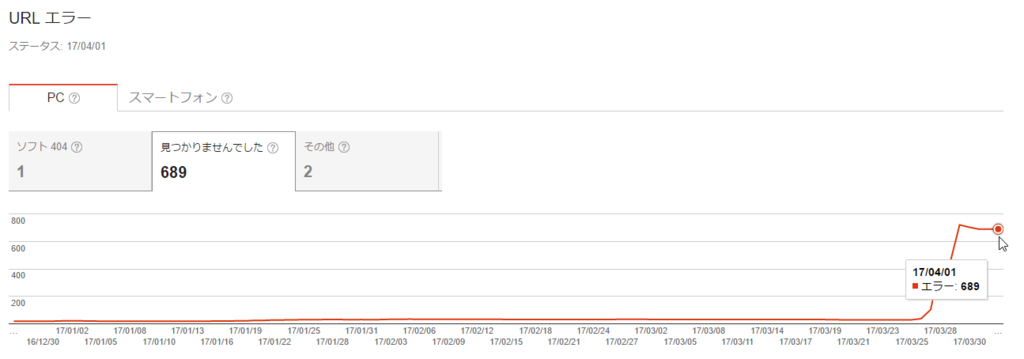 URL エラー
ステータス: 17/04/01
PC ?
スマートフォン ?
ソフト 404 ?
1
見つかりませんでした ?
689
その他 ?
2
800
600
400
200
17/04/01
エラー: 689
... 17/01/02 17/01/08 17/01/13 17/01/19 17/01/25 17/01/31 17/02/06 17/02/12 17/02/18 17/02/24 17/03/02 17/03/08 17/03/14 17/03/19 17/03/23 17/03/28 ...
16/12/30 17/01/05 17/01/10 17/01/16 17/01/22 17/01/28 17/02/03 17/02/09 17/02/15 17/02/21 17/02/27 17/03/05 17/03/11 17/03/17 17/03/21 17/03/25 17/03/30